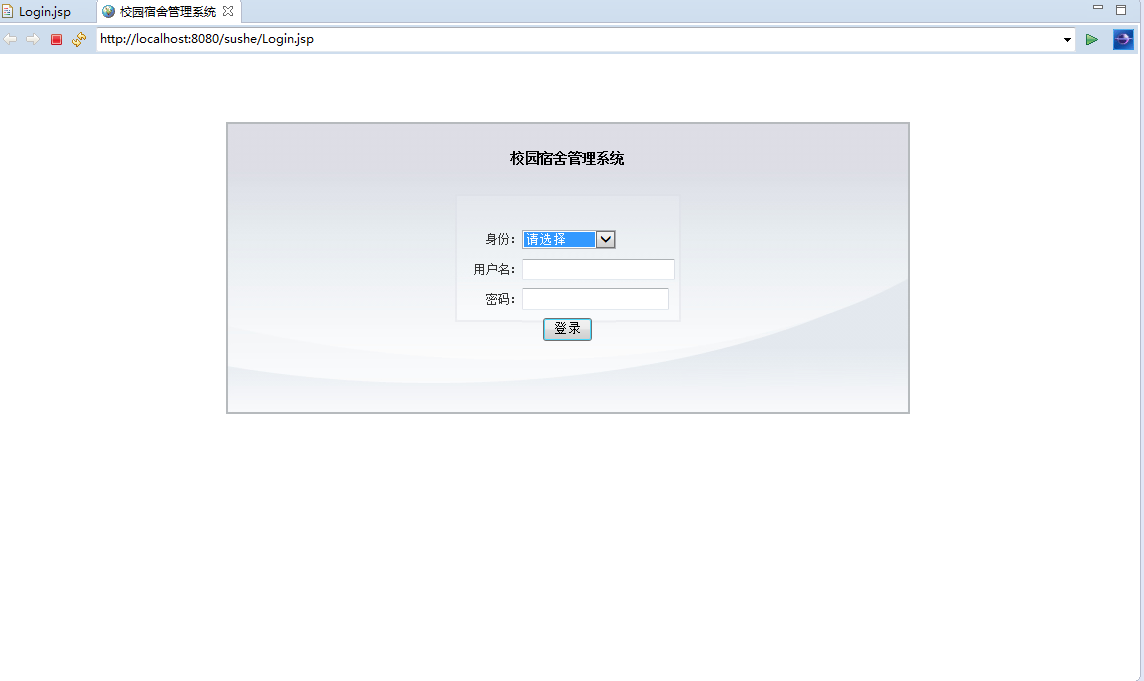 Login.jsp 校园宿舍管理系统
http://localhost:8080/sushe/Login.jsp
校园宿舍管理系统
身份： 请选择
用户名：
密码：
登录